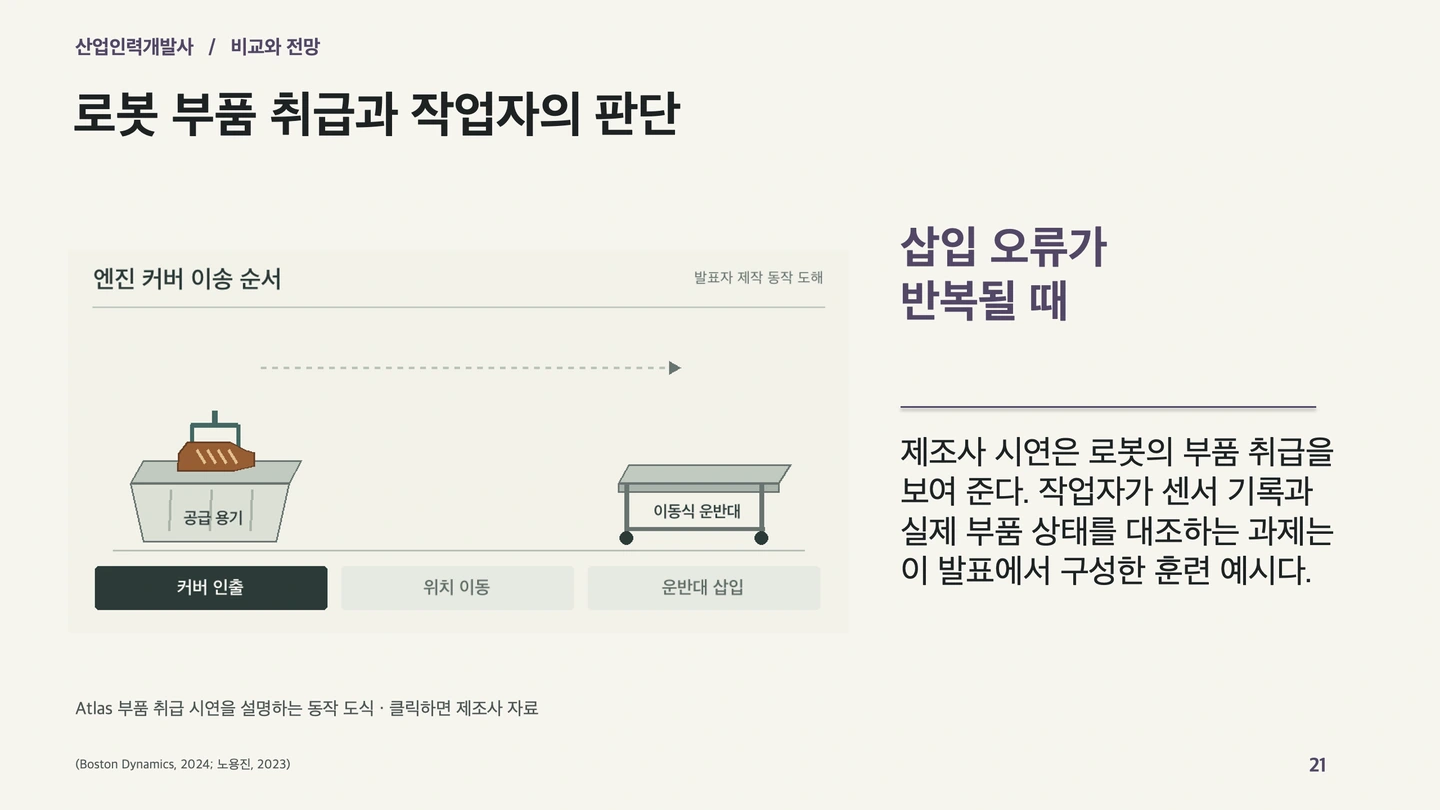 산업인력개발사 / 비교와 전망
로봇 부품 취급과 작업자의 판단
엔진 커버 이송 순서
발표자 제작 동작 도해
공급 용기
이동식 운반대
커버 인출
위치 이동
운반대 삽입
삽입 오류가
반복될 때
제조사 시연은 로봇의 부품 취급을
보여 준다. 작업자가 센서 기록과
실제 부품 상태를 대조하는 과제는
이 발표에서 구성한 훈련 예시다.
Atlas 부품 취급 시연을 설명하는 동작 도식 · 클릭하면 제조사 자료
(Boston Dynamics, 2024; 노용진, 2023)
21